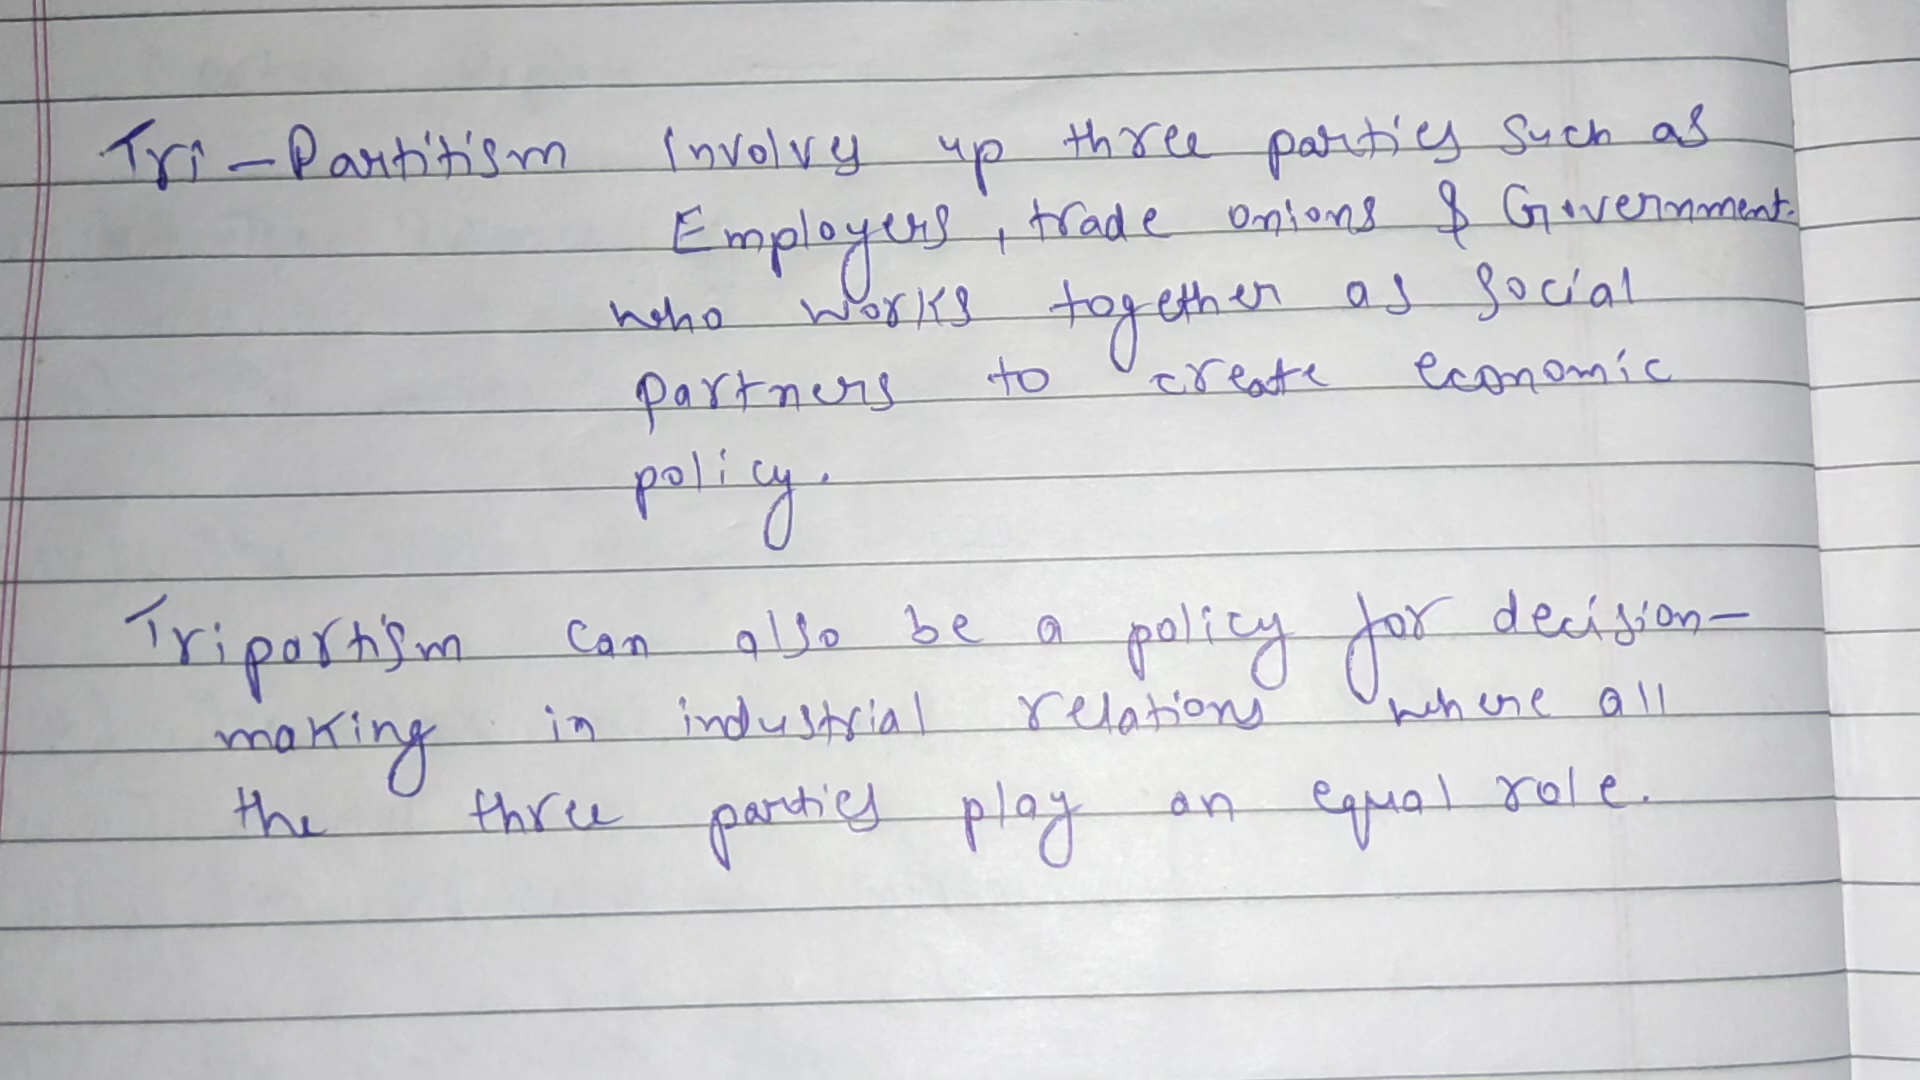 Tri-Partitism Involves up three parties such as
Employers, trade onions & Government.
who works together as social
partners to create economic
policy.
Tripartism can also be a policy for decision-
making in industrial relations where all
the three parties play an equal role.